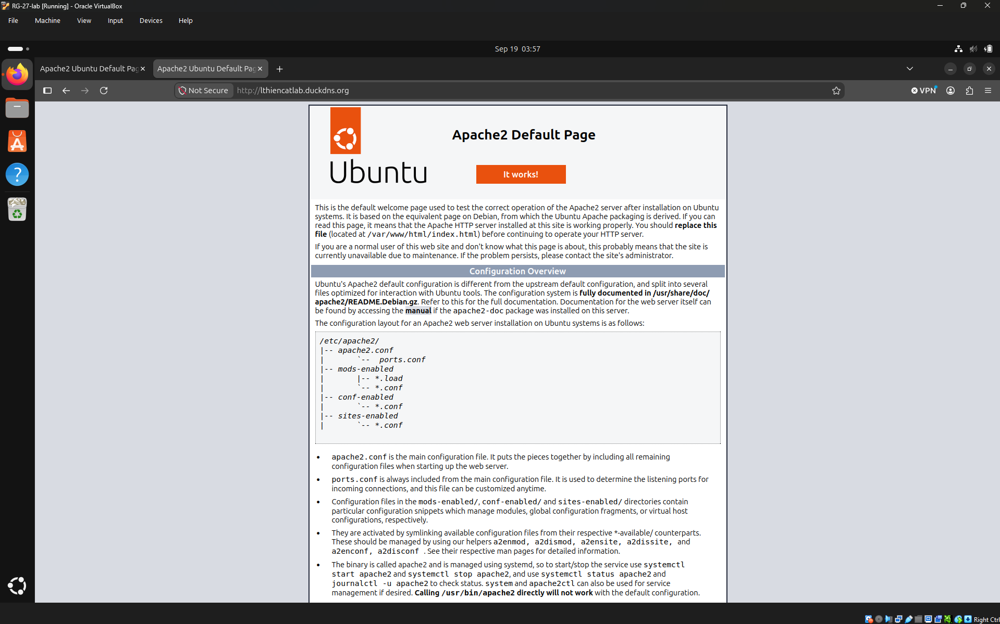 RG-27-lab [Running] - Oracle VirtualBox
File Machine View Input Devices Help
Sep 19 03:57
Apache2 Ubuntu Default Pag
Apache2 Ubuntu Default Pag
Not Secure http://lthiencatlab.duckdns.org
VPN
Apache2 Default Page
Ubuntu
It works!
This is the default welcome page used to test the correct operation of the Apache2 server after installation on Ubuntu
systems. It is based on the equivalent page on Debian, from which the Ubuntu Apache packaging is derived. If you can
read this page, it means that the Apache HTTP server installed at this site is working properly. You should replace this
file (located at /var/www/html/index.html) before continuing to operate your HTTP server.
If you are a normal user of this web site and don't know what this page is about, this probably means that the site is
currently unavailable due to maintenance. If the problem persists, please contact the site's administrator.
Configuration Overview
Ubuntu's Apache2 default configuration is different from the upstream default configuration, and split into several
files optimized for interaction with Ubuntu tools. The configuration system is fully documented in /usr/share/doc/
apache2/README.Debian.gz. Refer to this for the full documentation. Documentation for the web server itself can
be found by accessing the manual if the apache2-doc package was installed on this server.
The configuration layout for an Apache2 web server installation on Ubuntu systems is as follows:
/etc/apache2/
|-- apache2.conf
|       `--  ports.conf
|-- mods-enabled
|       |-- *.load
|       `-- *.conf
|-- conf-enabled
|       `-- *.conf
|-- sites-enabled
|       `-- *.conf
• apache2.conf is the main configuration file. It puts the pieces together by including all remaining
configuration files when starting up the web server.
• ports.conf is always included from the main configuration file. It is used to determine the listening ports for
incoming connections, and this file can be customized anytime.
• Configuration files in the mods-enabled/, conf-enabled/ and sites-enabled/ directories contain
particular configuration snippets which manage modules, global configuration fragments, or virtual host
configurations, respectively.
• They are activated by symlinking available configuration files from their respective *-available/ counterparts.
These should be managed by using our helpers a2enmod, a2dismod, a2ensite, a2dissite, and
a2enconf, a2disconf . See their respective man pages for detailed information.
• The binary is called apache2 and is managed using systemd, so to start/stop the service use systemctl
start apache2 and systemctl stop apache2, and use systemctl status apache2 and
journalctl -u apache2 to check status. system and apache2ctl can also be used for service
management if desired. Calling /usr/bin/apache2 directly will not work with the default configuration.
Right Ctrl